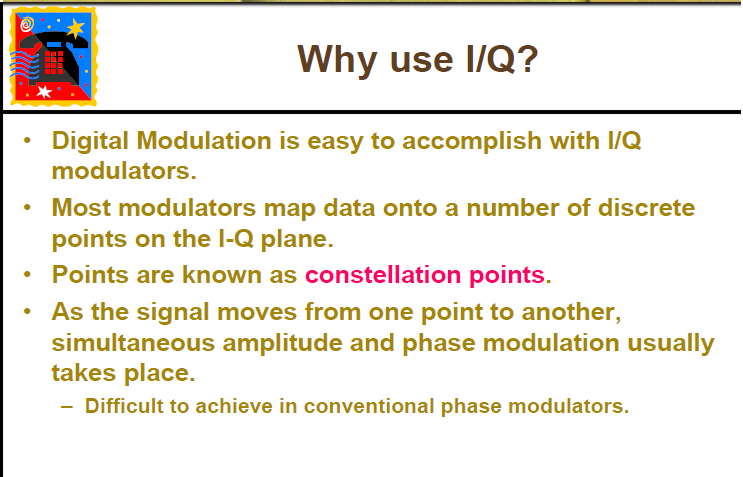 Why use I/Q?
• Digital Modulation is easy to accomplish with I/Q
modulators.
• Most modulators map data onto a number of discrete
points on the I-Q plane.
• Points are known as constellation points.
• As the signal moves from one point to another,
simultaneous amplitude and phase modulation usually
takes place.
– Difficult to achieve in conventional phase modulators.